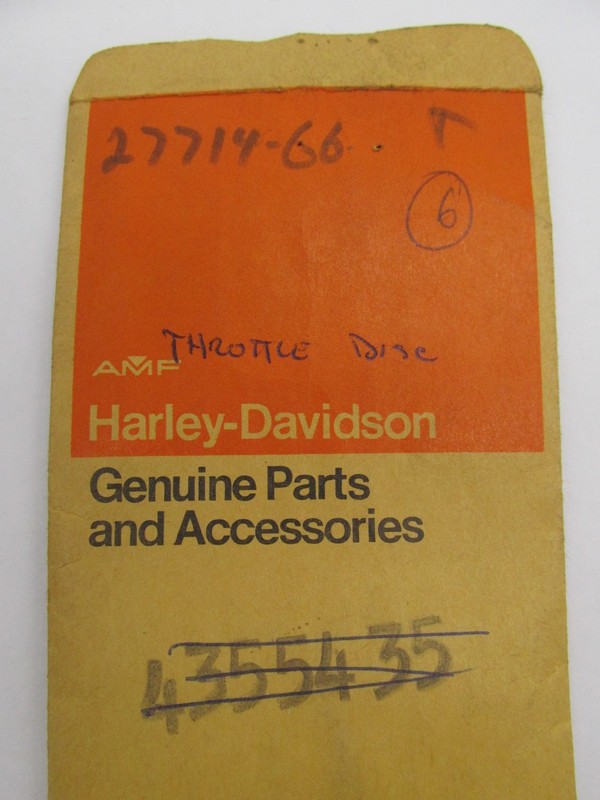 27714-66
6
THROTTLE DISC
AMF
Harley-Davidson
Genuine Parts
and Accessories
4355435